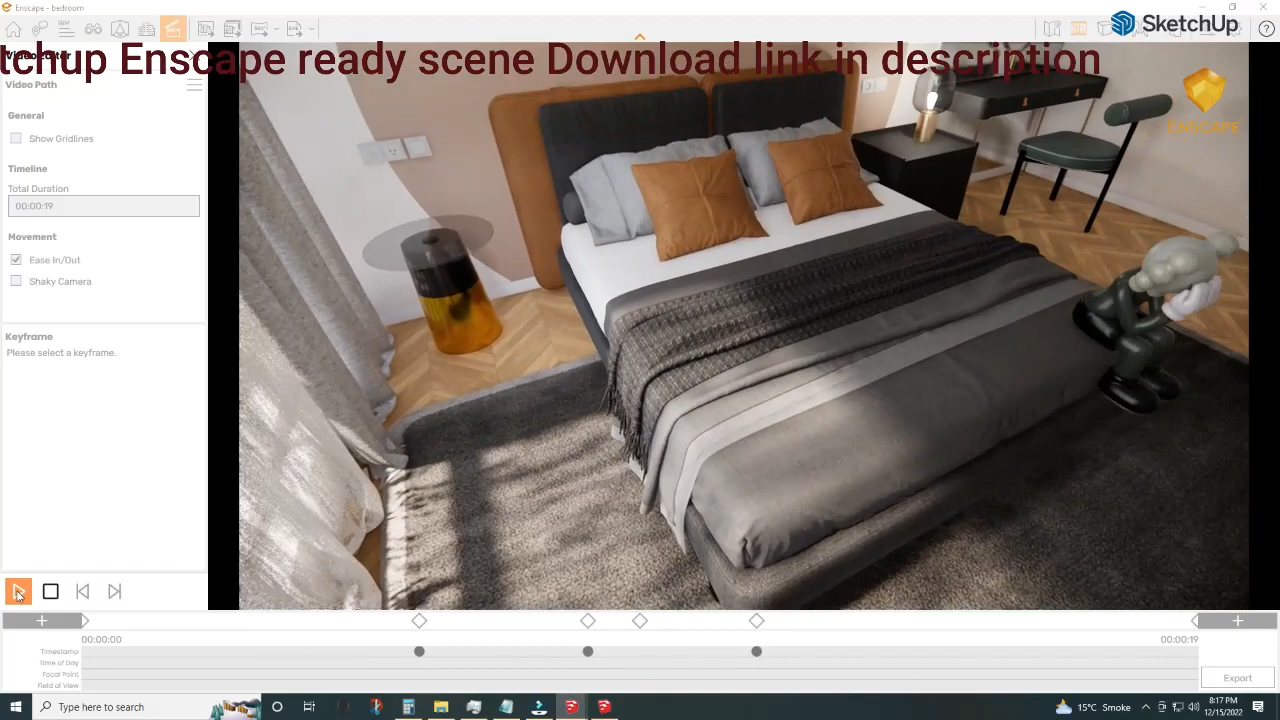 Enscape - bedroom
SketchUp
tchup Enscape ready scene Download link in description
Video Path
ENSCAPE
General
Show Gridlines
Timeline
Total Duration
00:00:19
Movement
Ease In/Out
Shaky Camera
Keyframe
Please select a keyframe.
00:00:00
00:00:19
Timestamp
Time of Day
Focal Point
Field of View
Export
Type here to search
15°C Smoke
8:17 PM
12/15/2022